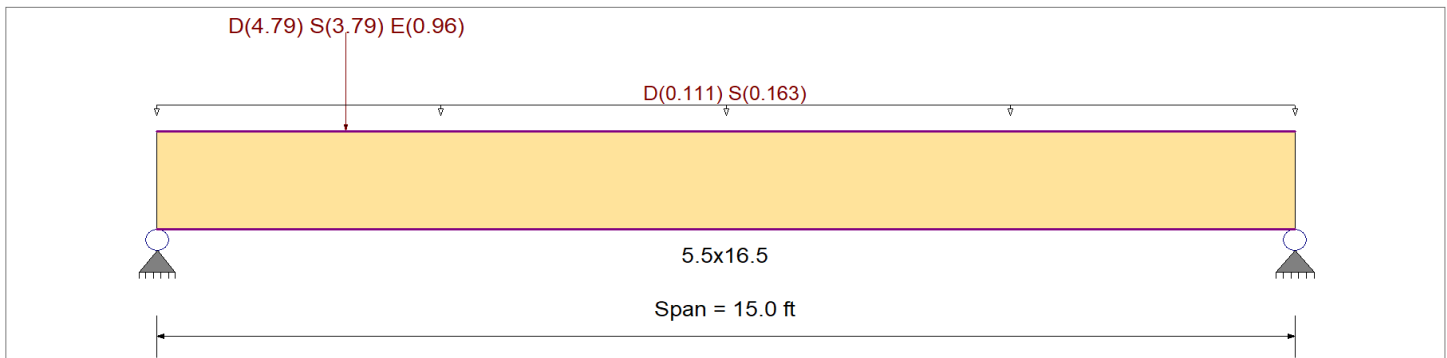 D(4.79) S(3.79) E(0.96)
D(0.111) S(0.163)
5.5x16.5
Span = 15.0 ft